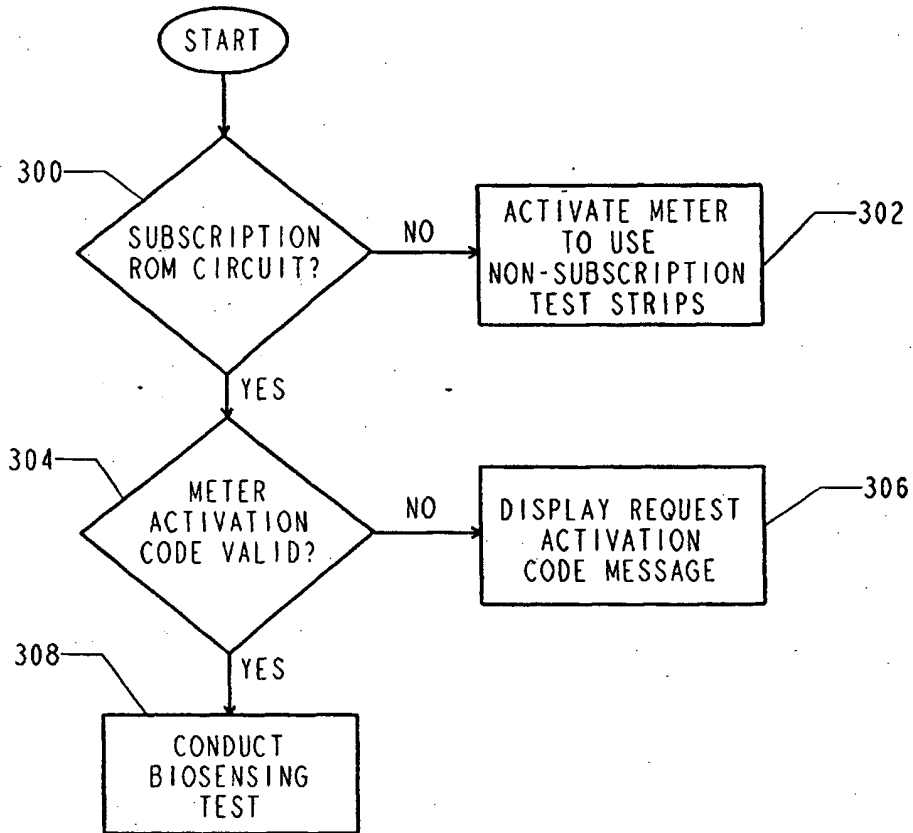 START
300
SUBSCRIPTION
ROM CIRCUIT?
NO
ACTIVATE METER
TO USE
NON-SUBSCRIPTION
TEST STRIPS
302
YES
304
METER
ACTIVATION
CODE VALID?
NO
DISPLAY REQUEST
ACTIVATION
CODE MESSAGE
306
YES
308
CONDUCT
BIOSENSING
TEST